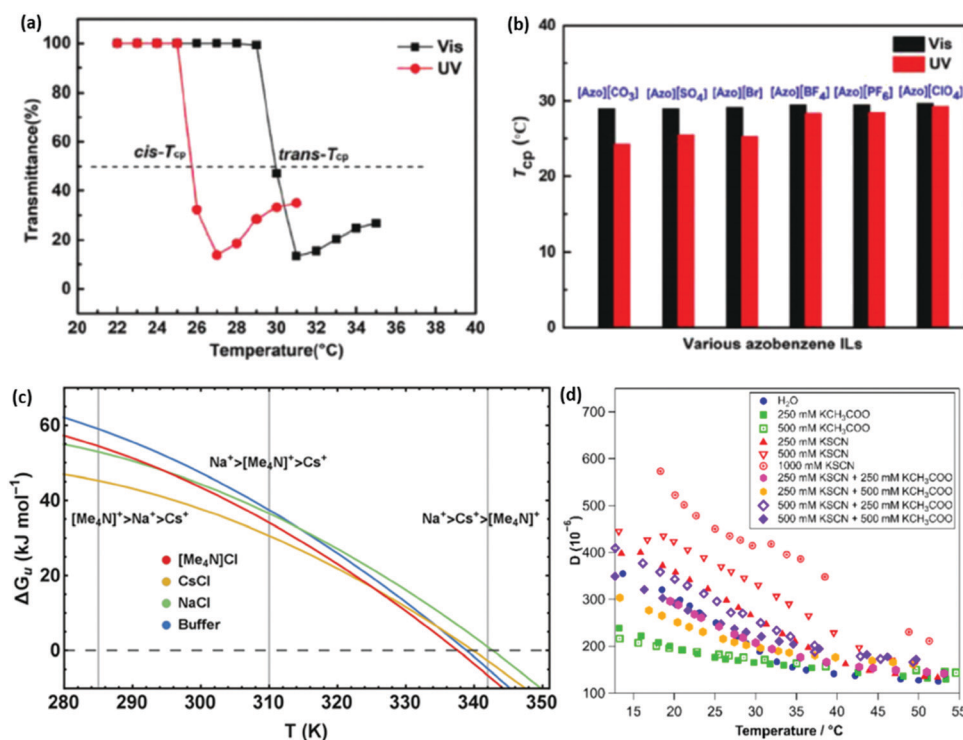 (a)
Vis
UV
cis-Tcp
trans-Tcp
Transmittance(%)
100
80
60
40
20
0
20 22 24 26 28 30 32 34 36 38 40
Temperature(°C)
(b)
Vis
UV
[Azo][CO₃] [Azo][SO₄] [Azo][Br] [Azo][BF₄] [Azo][PF₆] [Azo][ClO₄]
Tcp (°C)
40
30
20
10
0
Various azobenzene ILs
(c)
Na⁺>[Me₄N]⁺>Cs⁺
[Me₄N]⁺>Na⁺>Cs⁺
Na⁺>Cs⁺>[Me₄N]⁺
[Me₄N]Cl
CsCl
NaCl
Buffer
ΔGᵤ (kJ mol⁻¹)
60
40
20
0
280 290 300 310 320 330 340 350
T (K)
(d)
H₂O
250 mM KCH₃COO
500 mM KCH₃COO
250 mM KSCN
500 mM KSCN
1000 mM KSCN
250 mM KSCN + 250 mM KCH₃COO
250 mM KSCN + 500 mM KCH₃COO
500 mM KSCN + 250 mM KCH₃COO
500 mM KSCN + 500 mM KCH₃COO
D (10⁻⁶)
700
600
500
400
300
200
100
15 20 25 30 35 40 45 50 55
Temperature / °C